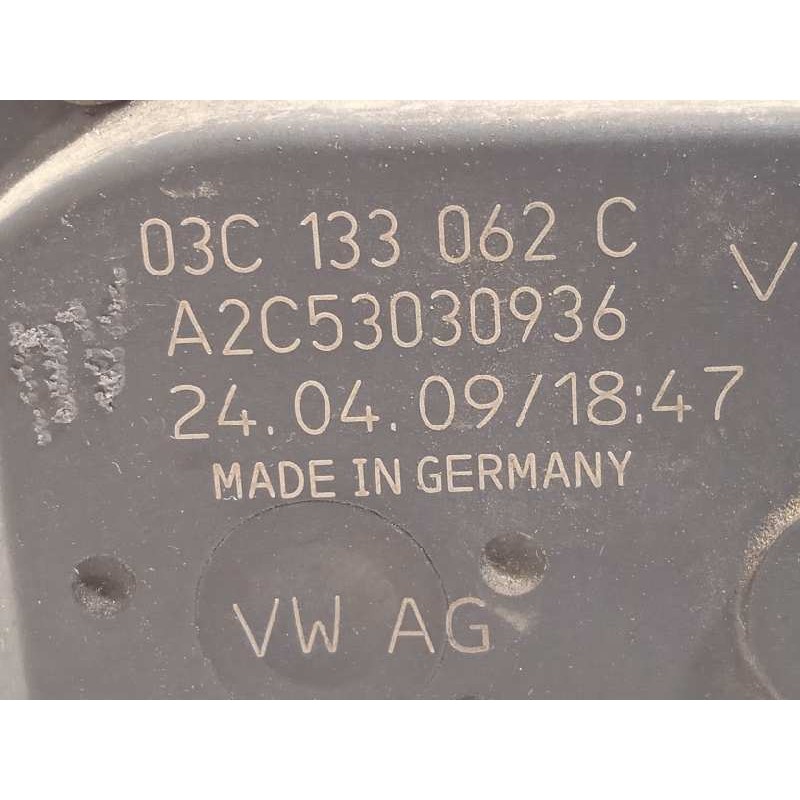 03C 133 062 C
V
A2C53030936
24.04.09/18:47
MADE IN GERMANY
VW AG